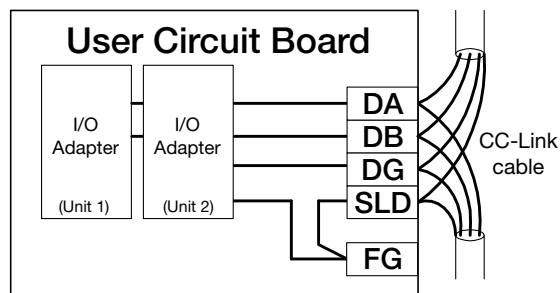 User Circuit Board
I/O
Adapter
(Unit 1)
I/O
Adapter
(Unit 2)
DA
DB
DG
SLD
FG
CC-Link
cable